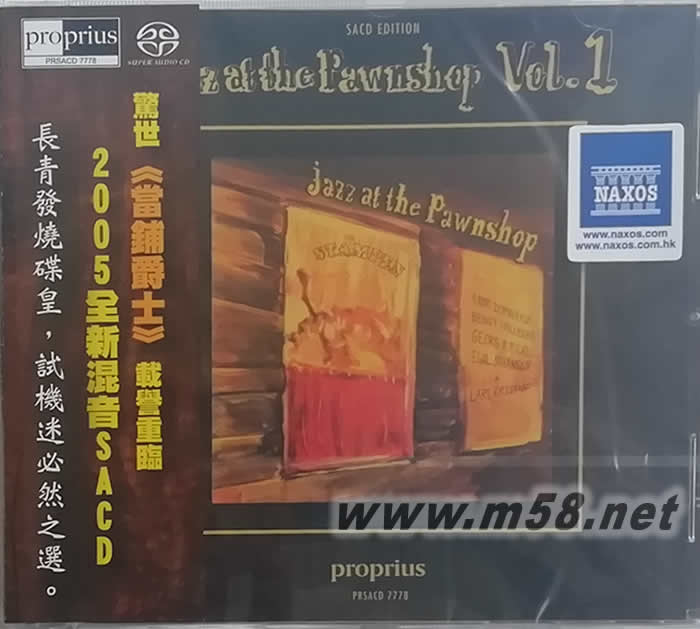 proprius
PRSACD 7778
SUPER AUDIO CD
驚世《當鋪爵士》載譽重臨
2005全新混音SACD
長青發燒碟皇，試機迷必然之選。
SACD EDITION
at the Pawnshop Vol.1
jazz at the Pawnshop
STAMPEN
NAXOS
www.naxos.com
www.naxos.com.hk
www.m58.net
proprius
PRSACD 7778